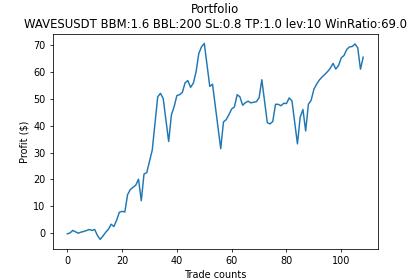 Portfolio
WAVESUSDT BBM:1.6 BBL:200 SL:0.8 TP:1.0 lev:10 WinRatio:69.0
70
60
50
40
30
20
10
0
Profit ($)
0 20 40 60 80 100
Trade counts